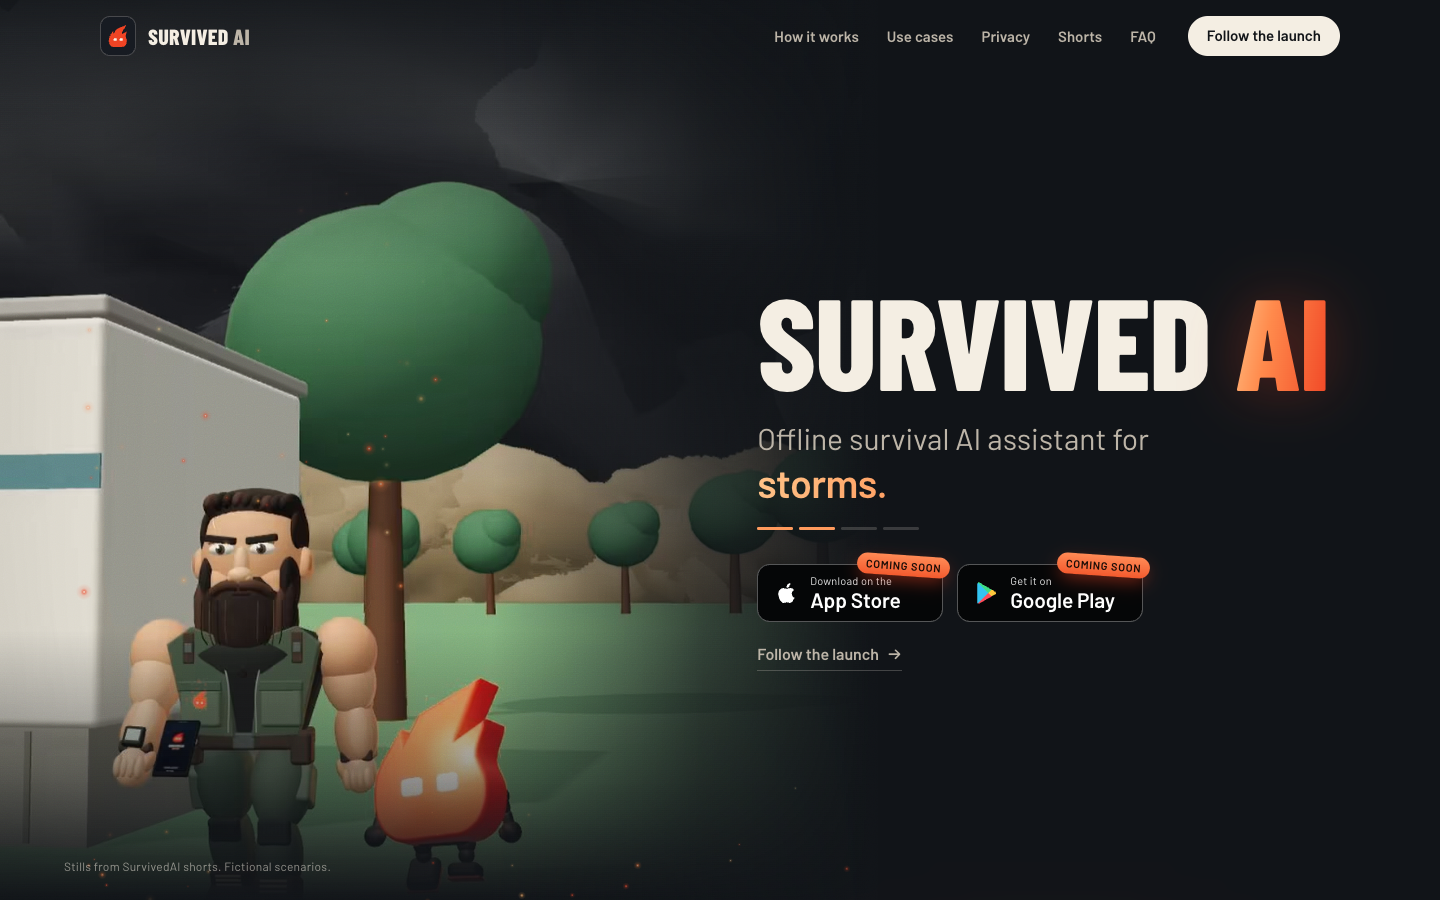 SURVIVED AI
How it works
Use cases
Privacy
Shorts
FAQ
Follow the launch
SURVIVED AI
Offline survival AI assistant for
storms.
COMING SOON
Download on the
App Store
COMING SOON
Get it on
Google Play
Follow the launch →
Stills from SurvivedAI shorts. Fictional scenarios.